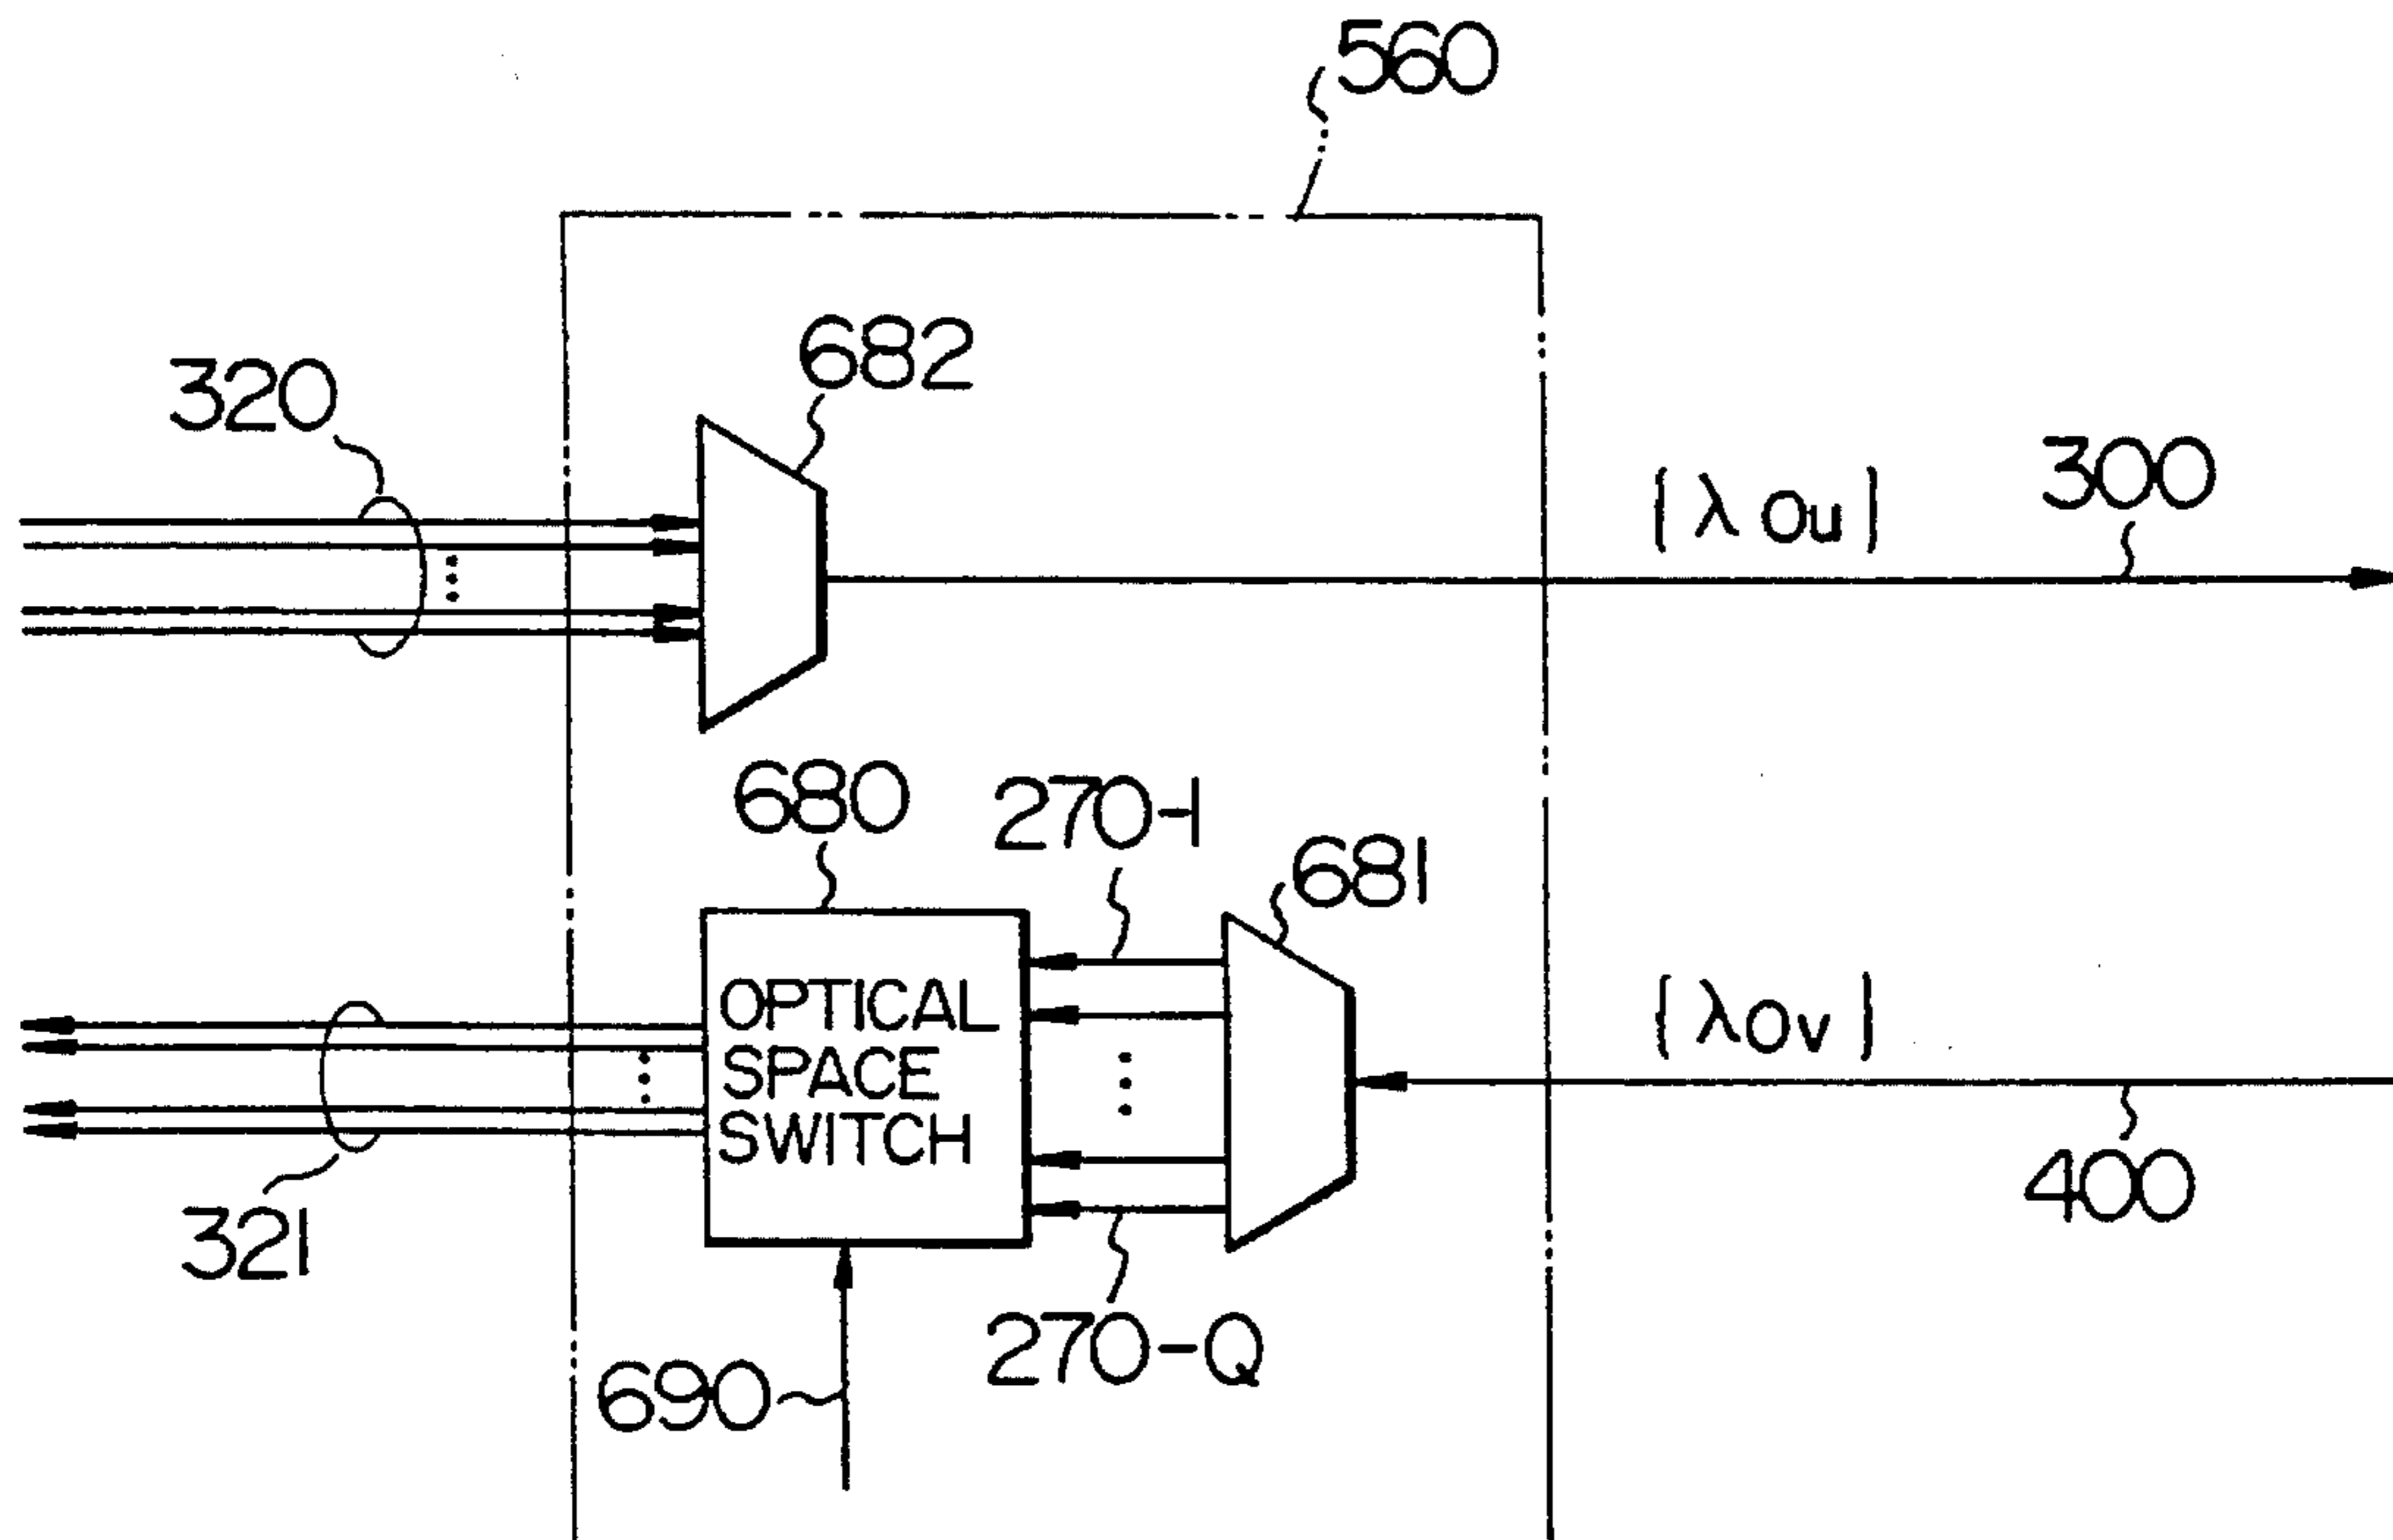 560
682
320
{λ0u}
300
680
270-1
681
OPTICAL
SPACE
SWITCH
{λ0v}
400
321
270-Q
690